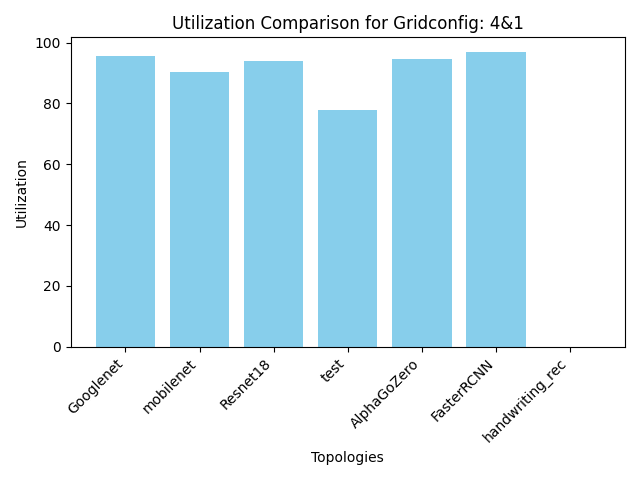 Utilization Comparison for Gridconfig: 4&1
100
80
60
40
20
0
Utilization
Googlenet
mobilenet
Resnet18
test
AlphaGoZero
FasterRCNN
handwriting_rec
Topologies